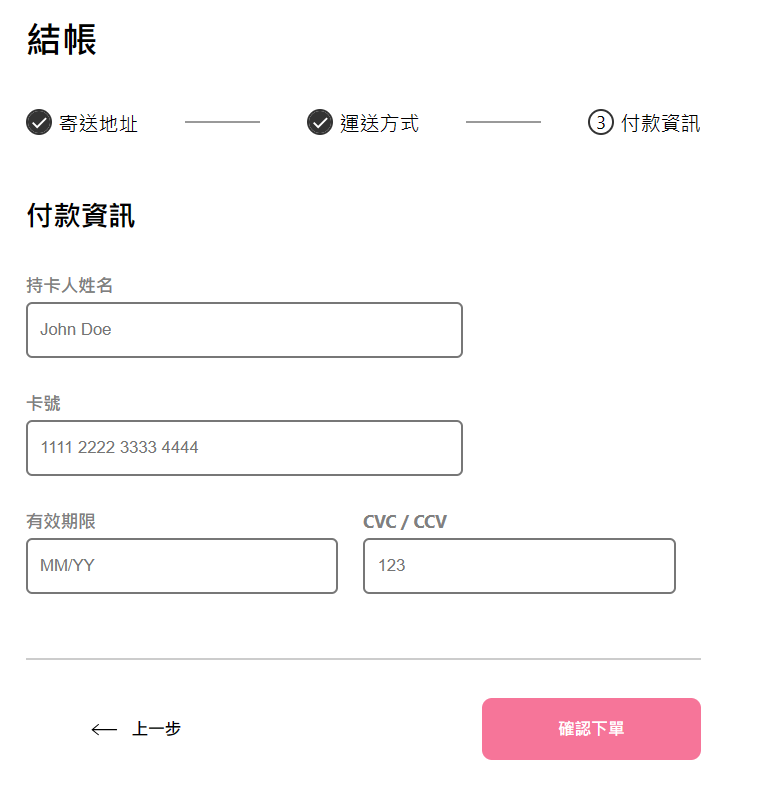 結帳
寄送地址 運送方式 3 付款資訊
付款資訊
持卡人姓名
John Doe
卡號
1111 2222 3333 4444
有效期限 CVC / CCV
MM/YY 123
上一步 確認下單